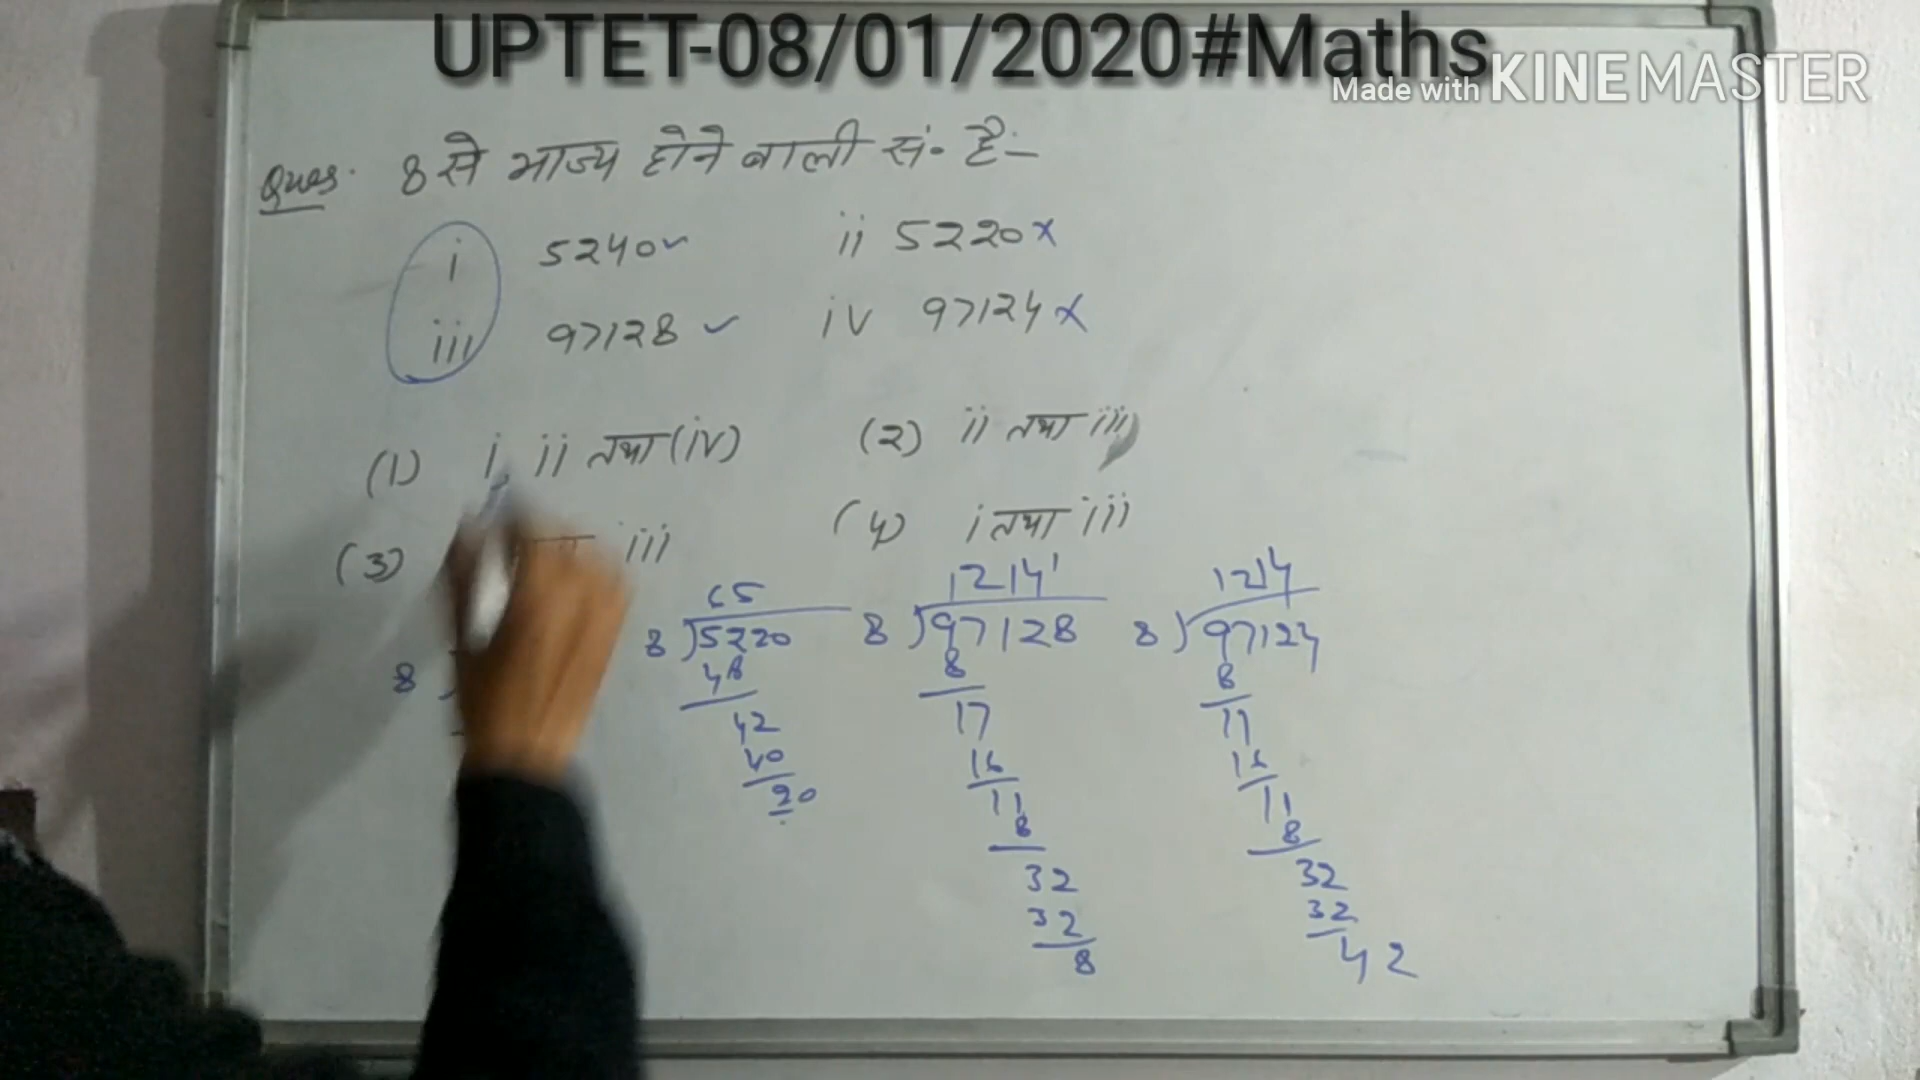 UPTET-08/01/2020#Maths
Made with KINEMASTER
Ques. 8 से भाज्य होने वाली सं. है:-
i 5240✓ ii 5220×
iii 97128✓ iv 97124×
(1) i, ii तथा (iv) (2) ii तथा iii
(3) iii (4) i तथा iii
65 1214' 1214
8 8)5220 8)97128 8)97124
48 8 8
42 17 17
40 16 16
20 11 11
8 8
32 32
32 32
8 42